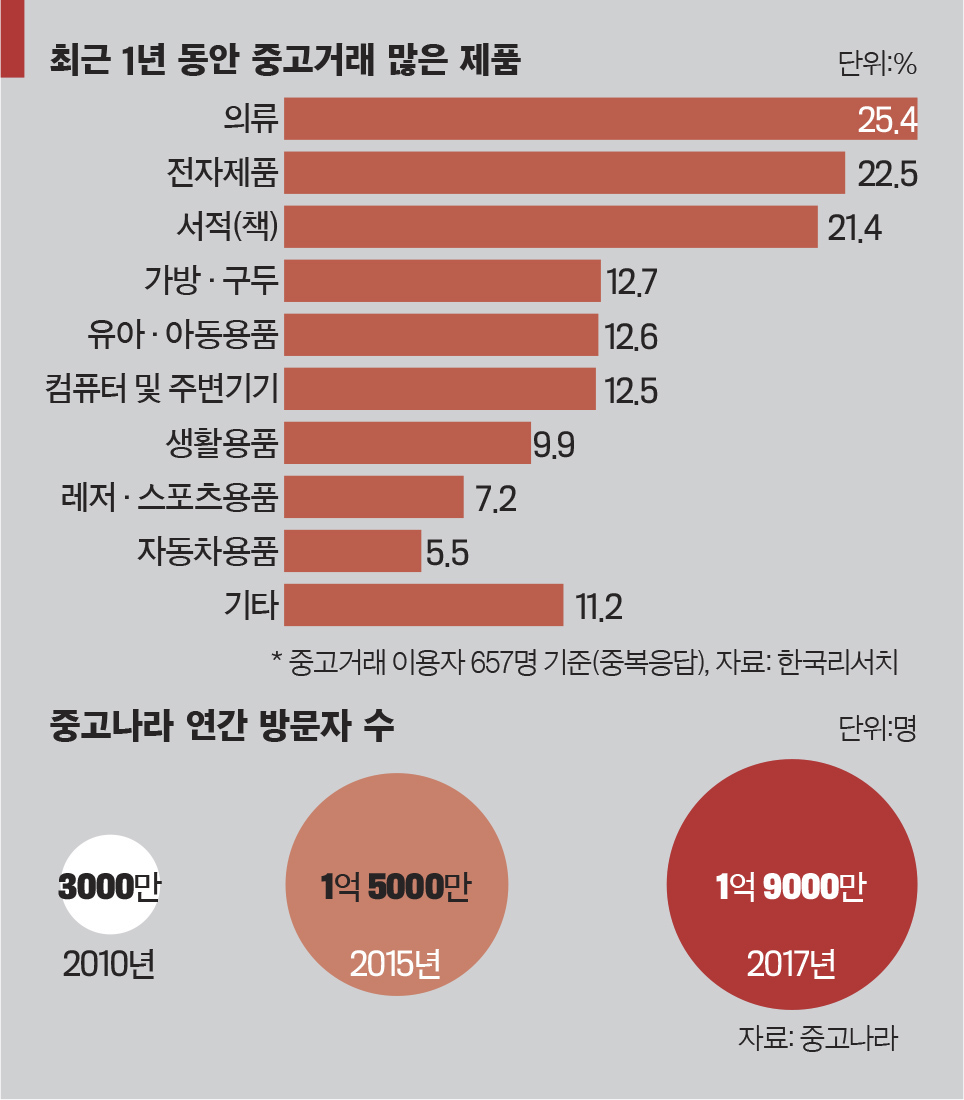 최근 1년 동안 중고거래 많은 제품 단위:%
의류 25.4
전자제품 22.5
서적(책) 21.4
가방·구두 12.7
유아·아동용품 12.6
컴퓨터 및 주변기기 12.5
생활용품 9.9
레저·스포츠용품 7.2
자동차용품 5.5
기타 11.2
* 중고거래 이용자 657명 기준(중복응답), 자료: 한국리서치
중고나라 연간 방문자 수 단위:명
3000만 1억 5000만 1억 9000만
2010년 2015년 2017년
자료: 중고나라